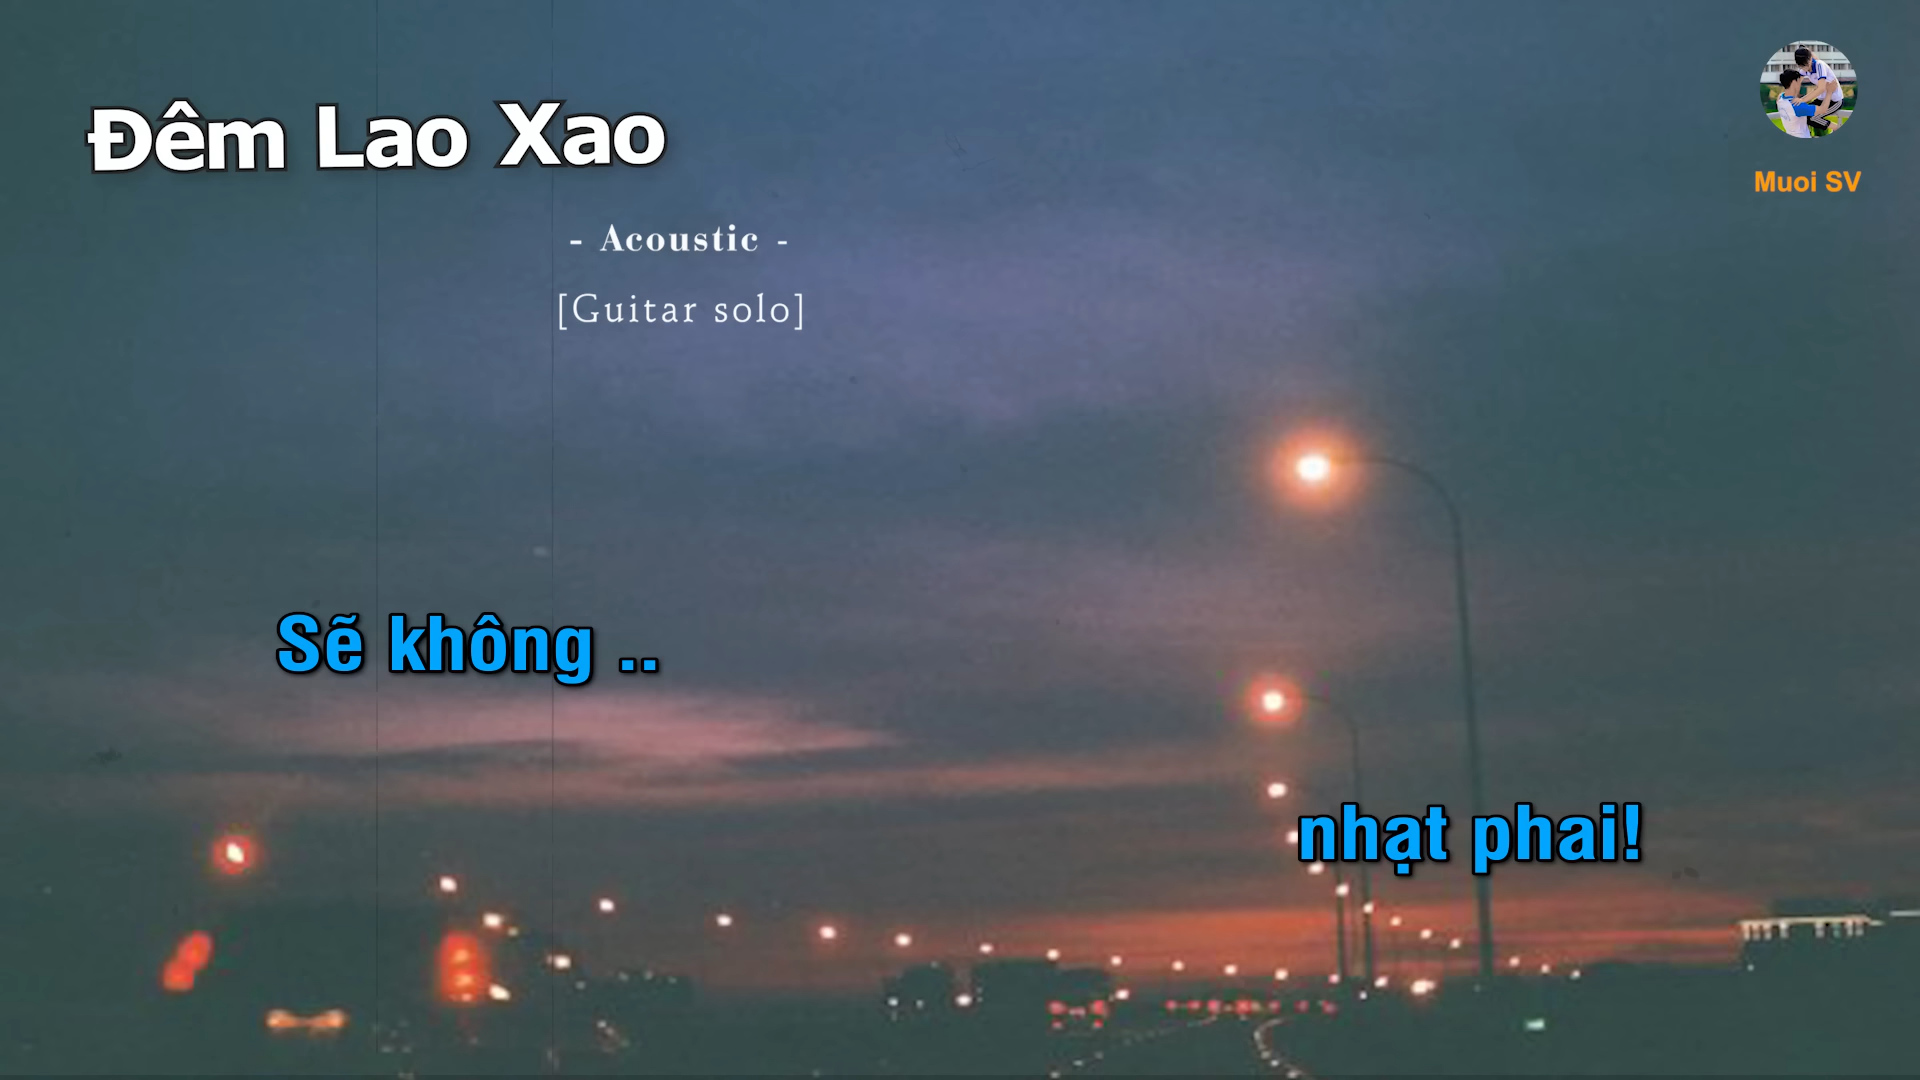 Đêm Lao Xao
Muoi SV
- Acoustic -
[Guitar solo]
Sẽ không ..
nhạt phai!